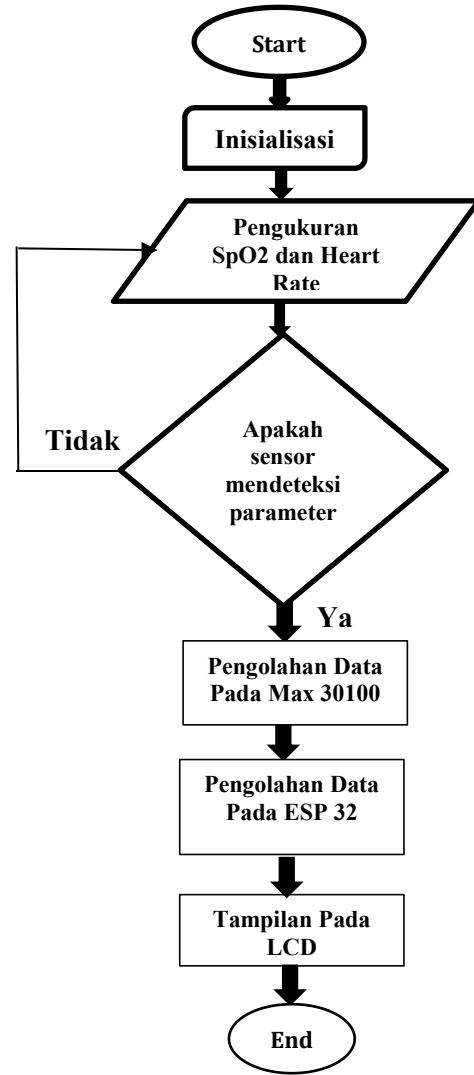 Start
Inisialisasi
Pengukuran
SpO2 dan Heart
Rate
Tidak
Apakah
sensor
mendeteksi
parameter
Ya
Pengolahan Data
Pada Max 30100
Pengolahan Data
Pada ESP 32
Tampilan Pada
LCD
End